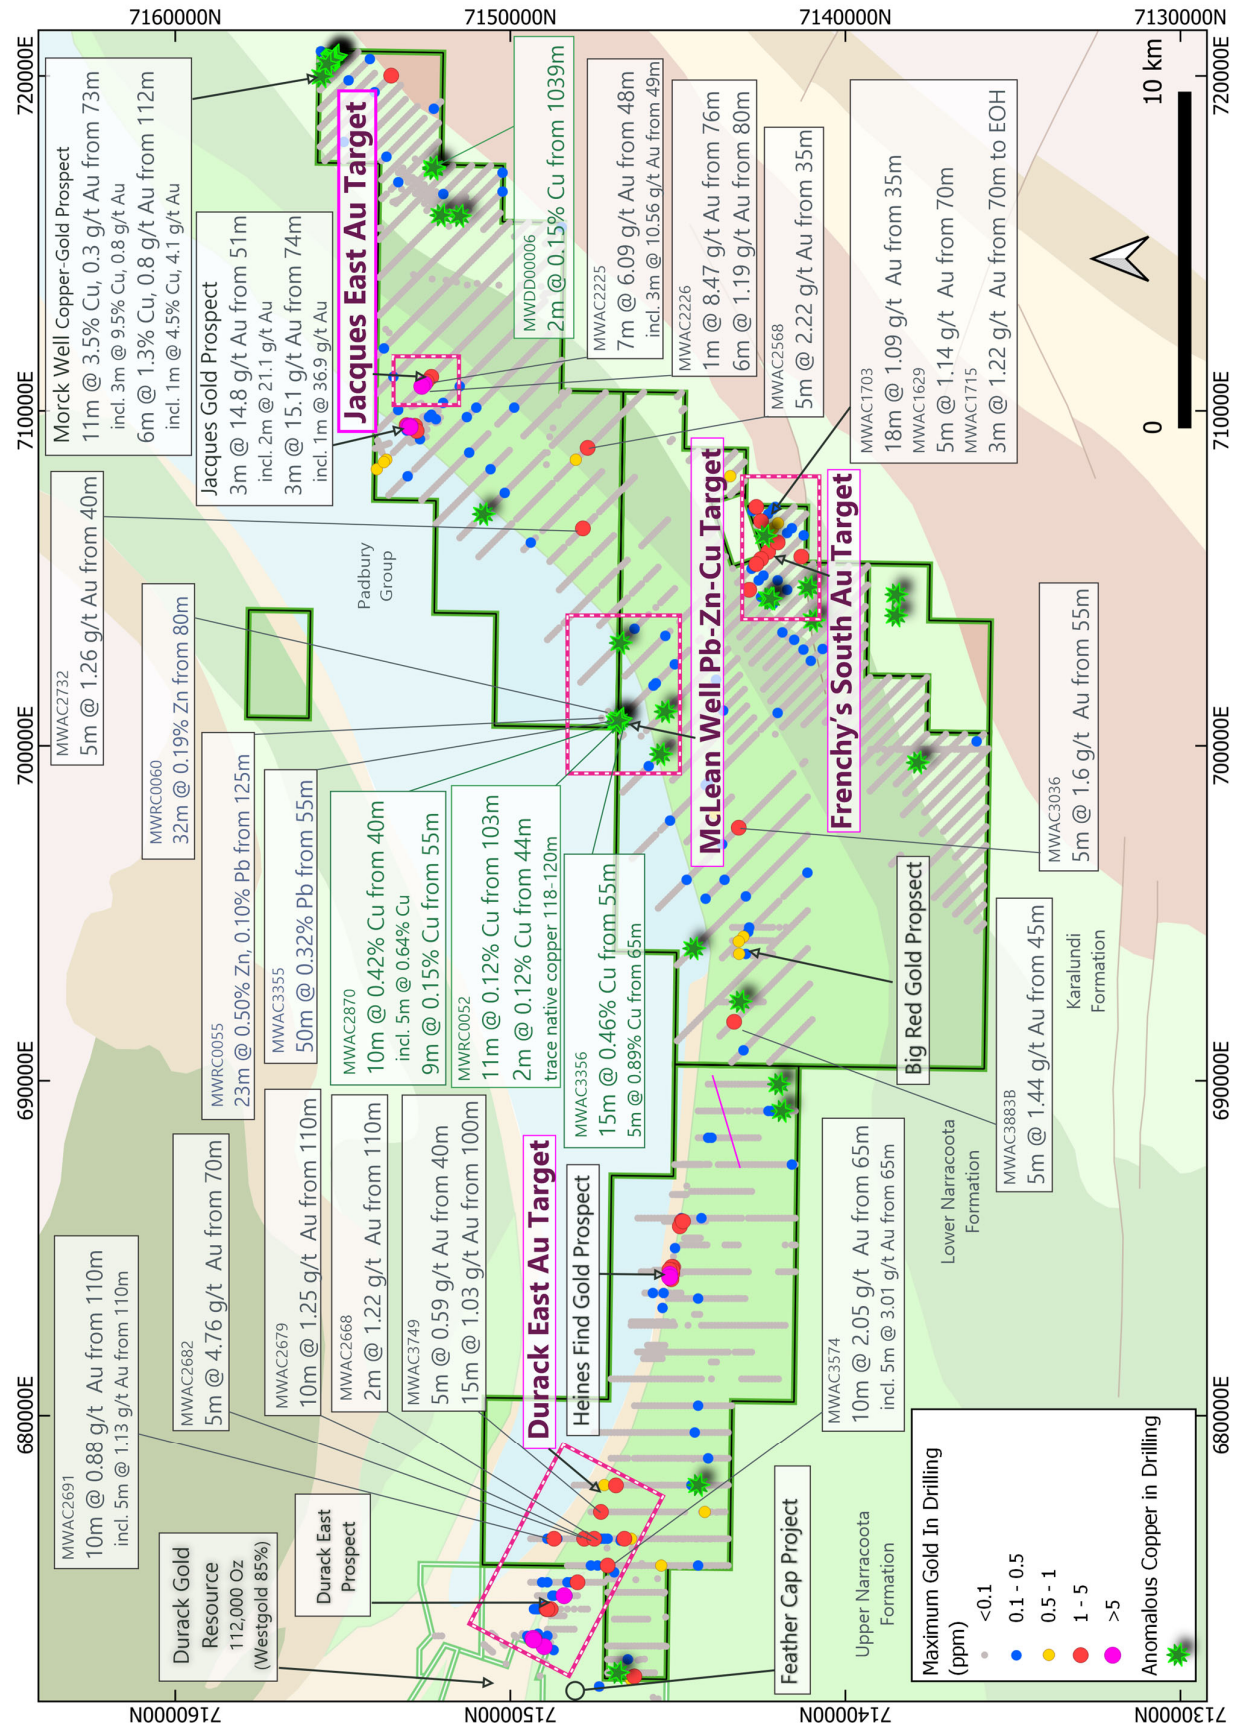 680000E
690000E
700000E
710000E
720000E
7160000N
7150000N
7140000N
7130000N
7160000N
7150000N
7140000N
7130000N
680000E
690000E
700000E
710000E
720000E
MWAC2691
10m @ 0.88 g/t Au from 110m
incl. 5m @ 1.13 g/t Au from 110m
MWAC2682
5m @ 4.76 g/t Au from 70m
MWAC2679
10m @ 1.25 g/t Au from 110m
MWAC2668
2m @ 1.22 g/t Au from 110m
MWAC3749
5m @ 0.59 g/t Au from 40m
15m @ 1.03 g/t Au from 100m
Durack Gold
Resource
112,000 Oz
(Westgold 85%)
Durack East
Prospect
Durack East Au Target
Heines Find Gold Prospect
Feather Cap Project
MWAC3574
10m @ 2.05 g/t Au from 65m
incl. 5m @ 3.01 g/t Au from 65m
MWRC0060
32m @ 0.19% Zn from 80m
MWRC0055
23m @ 0.50% Zn, 0.10% Pb from 125m
MWAC3355
50m @ 0.32% Pb from 55m
MWAC2870
10m @ 0.42% Cu from 40m
incl. 5m @ 0.64% Cu
9m @ 0.15% Cu from 55m
MWRC0052
11m @ 0.12% Cu from 103m
2m @ 0.12% Cu from 44m
trace native copper 118-120m
MWAC3356
15m @ 0.46% Cu from 55m
5m @ 0.89% Cu from 65m
MWAC2732
5m @ 1.26 g/t Au from 40m
Padbury
Group
Morck Well Copper-Gold Prospect
11m @ 3.5% Cu, 0.3 g/t Au from 73m
incl. 3m @ 9.5% Cu, 0.8 g/t Au
6m @ 1.3% Cu, 0.8 g/t Au from 112m
incl. 1m @ 4.5% Cu, 4.1 g/t Au
Jacques Gold Prospect
3m @ 14.8 g/t Au from 51m
incl. 2m @ 21.1 g/t Au
3m @ 15.1 g/t Au from 74m
incl. 1m @ 36.9 g/t Au
Jacques East Au Target
MWDD00006
2m @ 0.15% Cu from 1039m
MWAC2225
7m @ 6.09 g/t Au from 48m
incl. 3m @ 10.56 g/t Au from 49m
MWAC2226
1m @ 8.47 g/t Au from 76m
6m @ 1.19 g/t Au from 80m
MWAC2568
5m @ 2.22 g/t Au from 35m
McLean Well Pb-Zn-Cu Target
Frenchy's South Au Target
MWAC1703
18m @ 1.09 g/t Au from 35m
MWAC1629
5m @ 1.14 g/t Au from 70m
MWAC1715
3m @ 1.22 g/t Au from 70m to EOH
Big Red Gold Propsect
MWAC3036
5m @ 1.6 g/t Au from 55m
MWAC3883B
5m @ 1.44 g/t Au from 45m
Karalundi
Formation
Lower Narracoota
Formation
Upper Narracoota
Formation
Maximum Gold In Drilling
(ppm)
<0.1
0.1 - 0.5
0.5 - 1
1 - 5
>5
Anomalous Copper in Drilling
0
10 km